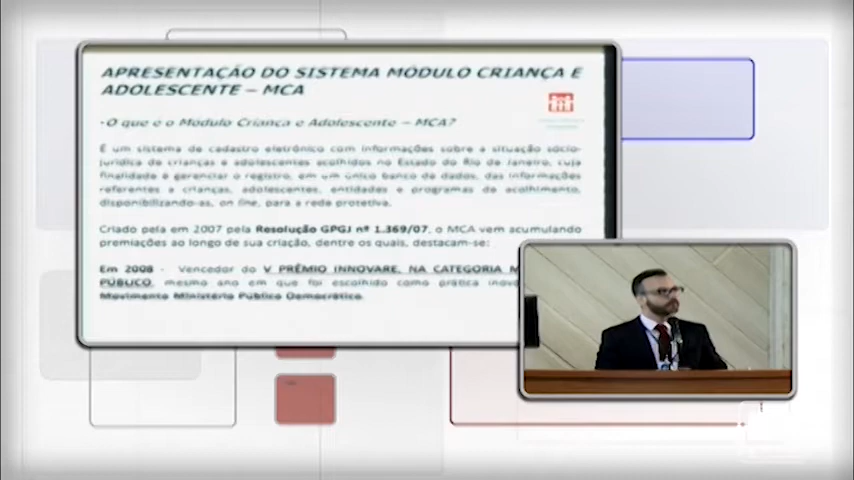 APRESENTAÇÃO DO SISTEMA MÓDULO CRIANÇA E
ADOLESCENTE – MCA
-O que é o Módulo Criança e Adolescente – MCA?
É um sistema de cadastro eletrônico com informações sobre a situação sócio-
jurídica de crianças e adolescentes acolhidos no Estado do Rio de Janeiro, cuja
finalidade é gerenciar o registro, em um único banco de dados, das informações
referentes a crianças, adolescentes, entidades e programas de acolhimento,
disponibilizando-as, on line, para a rede protetiva.
Criado pela em 2007 pela Resolução GPGJ nº 1.369/07, o MCA vem acumulando
premiações ao longo de sua criação, dentre os quais, destacam-se:
Em 2008 - Vencedor do V PRÊMIO INNOVARE, NA CATEGORIA M
PÚBLICO, mesmo ano em que foi escolhido como prática inov
Movimento Ministério Público Democrático.